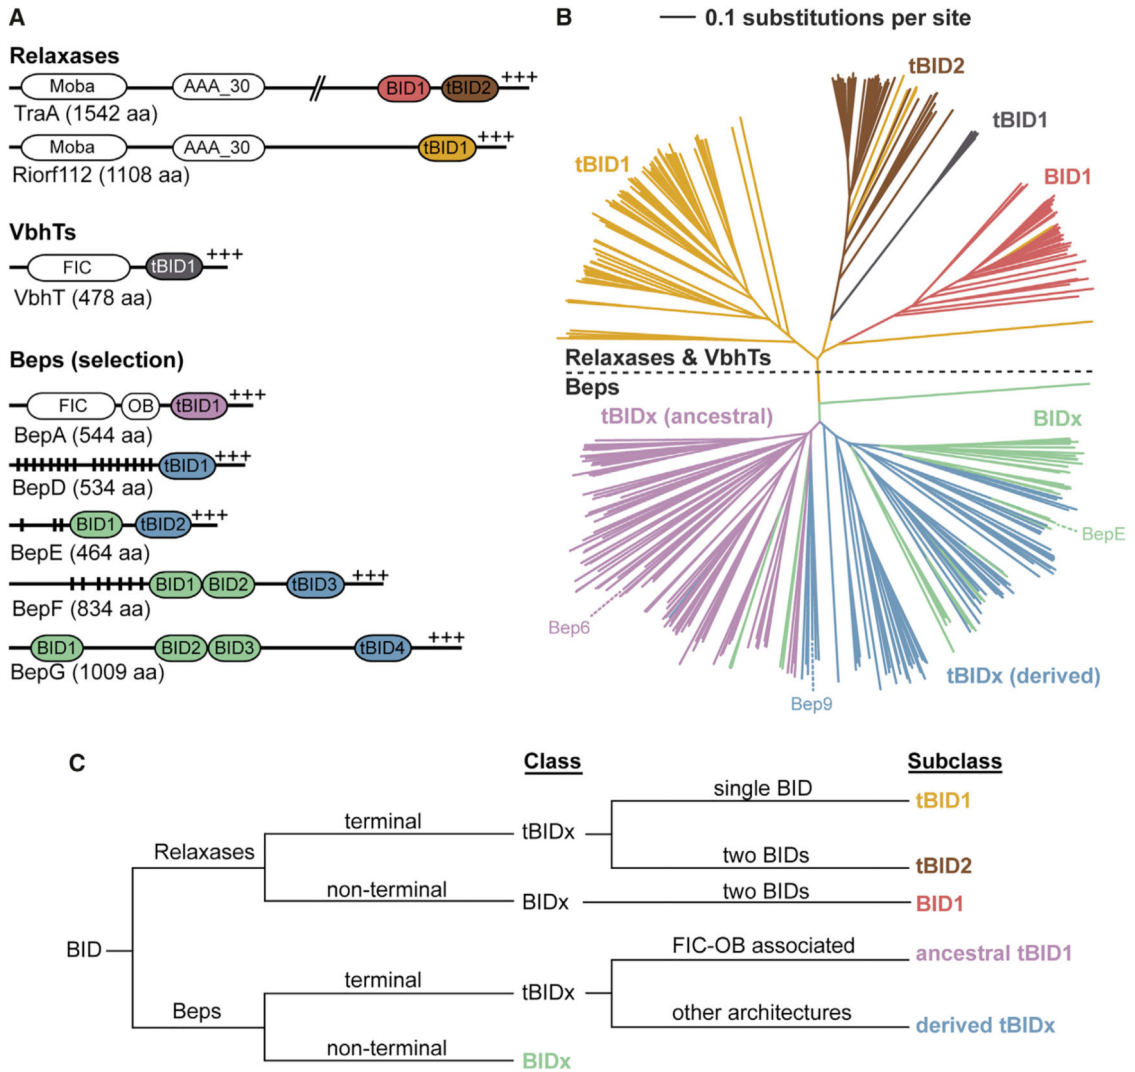 A
Relaxases
Moba AAA_30 // BID1 tBID2 +++
TraA (1542 aa)
Moba AAA_30 tBID1 +++
Riorf112 (1108 aa)
VbhTs
FIC tBID1 +++
VbhT (478 aa)
Beps (selection)
FIC OB tBID1 +++
BepA (544 aa)
tBID1 +++
BepD (534 aa)
BID1 tBID2 +++
BepE (464 aa)
BID1 BID2 tBID3 +++
BepF (834 aa)
BID1 BID2 BID3 tBID4 +++
BepG (1009 aa)
B
0.1 substitutions per site
tBID2
tBID1
tBID1
BID1
Relaxases & VbhTs
Beps
tBIDx (ancestral)
BIDx
BepE
Bep6
tBIDx (derived)
Bep9
C
Class
Subclass
single BID
tBID1
terminal
tBIDx
Relaxases
two BIDs
tBID2
non-terminal
BIDx
two BIDs
BID1
BID
FIC-OB associated
ancestral tBID1
terminal
tBIDx
Beps
other architectures
derived tBIDx
non-terminal
BIDx